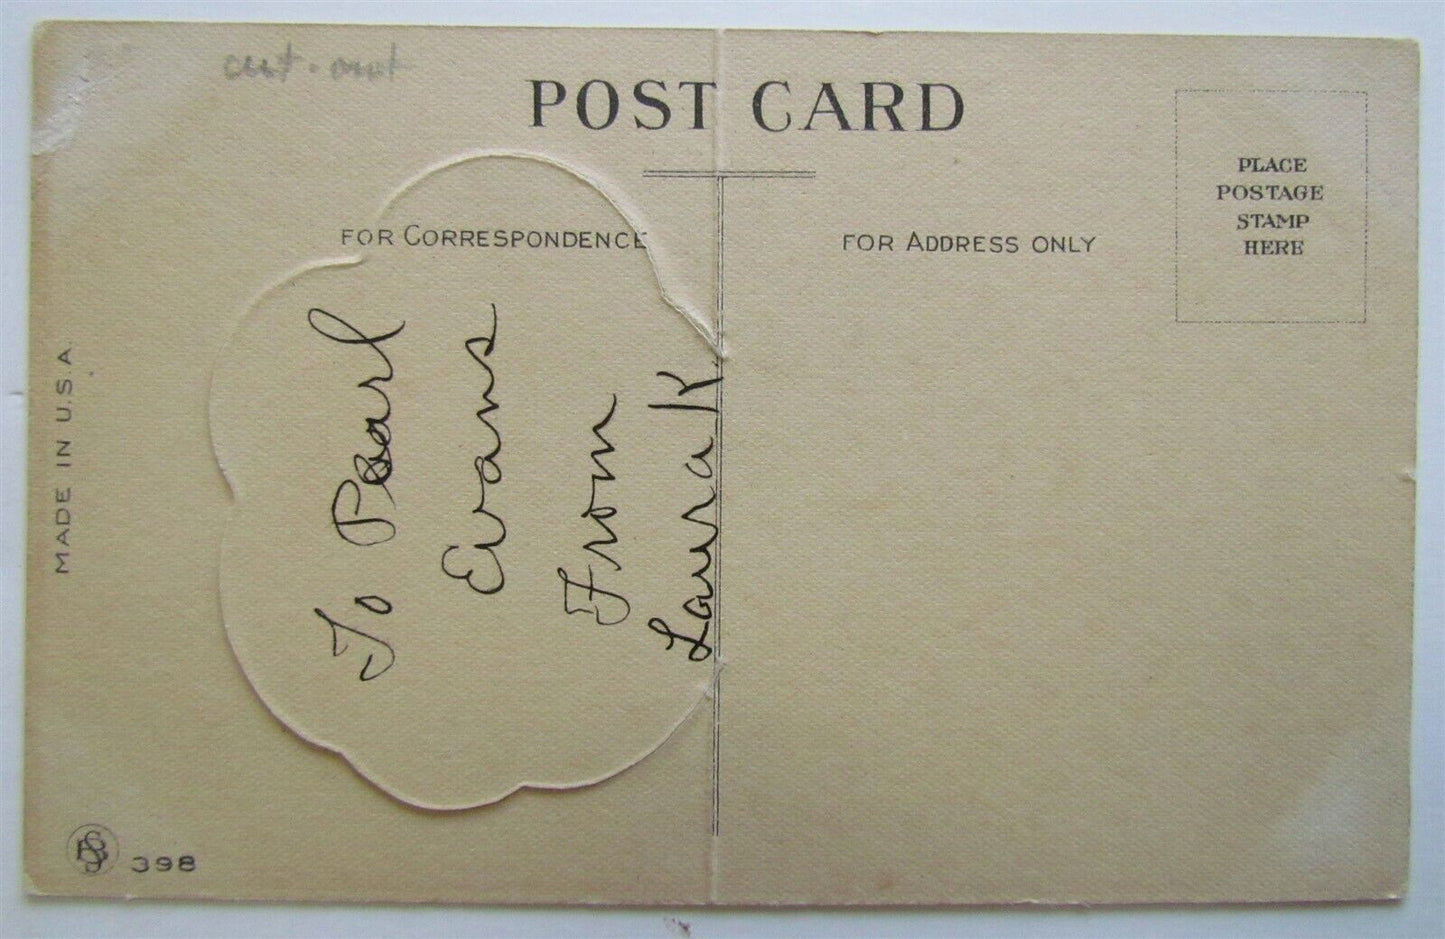 cut-out
POST CARD
FOR CORRESPONDENCE
FOR ADDRESS ONLY
PLACE
POSTAGE
STAMP
HERE
To Pearl
Evans
From
Laura K.
MADE IN U.S.A.
398